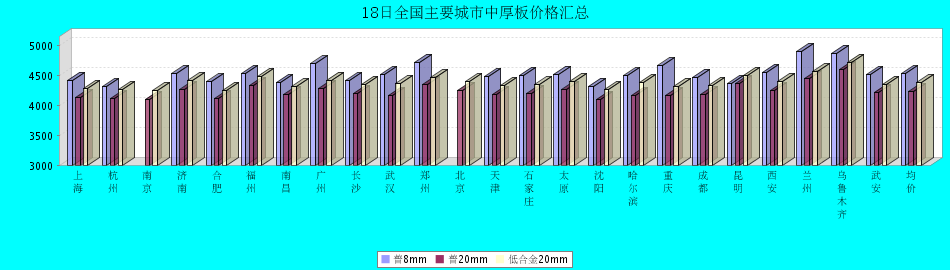 18日全国主要城市中厚板价格汇总
5000
4500
4000
3500
3000
上海 杭州 南京 济南 合肥 福州 南昌 广州 长沙 武汉 郑州 北京 天津 石家庄 太原 沈阳 哈尔滨 重庆 成都 昆明 西安 兰州 乌鲁木齐 武安 均价
普8mm 普20mm 低合金20mm